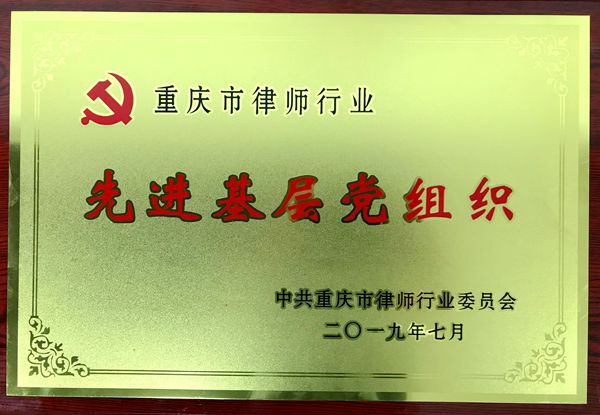 重庆市律师行业
先进基层党组织
中共重庆市律师行业委员会
二〇一九年七月